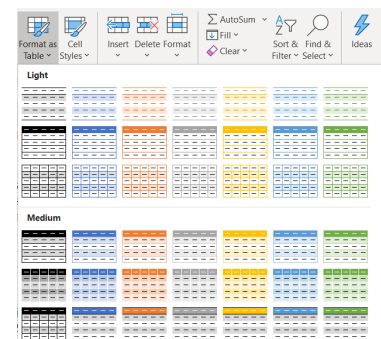 AutoSum
Fill
Clear
Format as
Table
Cell
Styles
Insert
Delete
Format
Sort &
Filter
Find &
Select
Ideas
Light
Medium